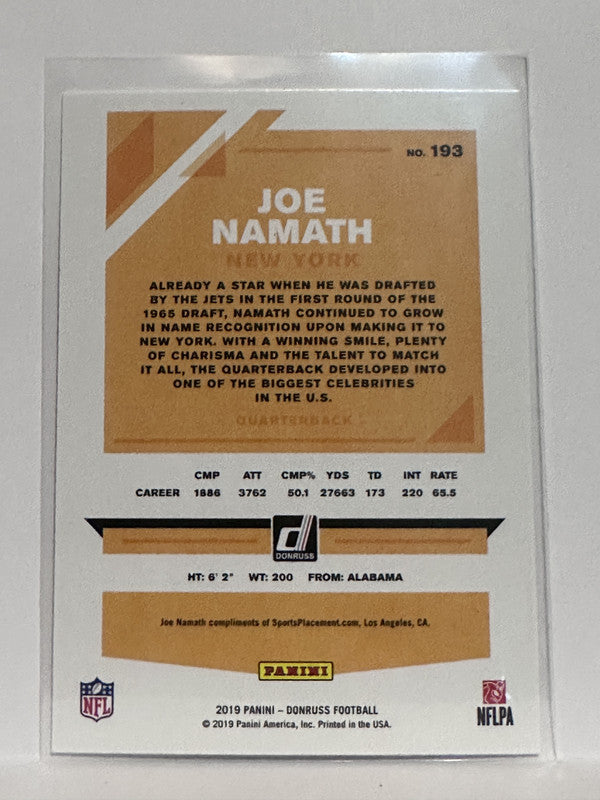 NO. 193
JOE
NAMATH
NEW YORK
ALREADY A STAR WHEN HE WAS DRAFTED
BY THE JETS IN THE FIRST ROUND OF THE
1965 DRAFT, NAMATH CONTINUED TO GROW
IN NAME RECOGNITION UPON MAKING IT TO
NEW YORK. WITH A WINNING SMILE, PLENTY
OF CHARISMA AND THE TALENT TO MATCH
IT ALL, THE QUARTERBACK DEVELOPED INTO
ONE OF THE BIGGEST CELEBRITIES
IN THE U.S.
QUARTERBACK
CMP ATT CMP% YDS TD INT RATE
CAREER 1886 3762 50.1 27663 173 220 65.5
d
DONRUSS
HT: 6' 2" WT: 200 FROM: ALABAMA
Joe Namath compliments of SportsPlacement.com, Los Angeles, CA.
PANINI
NFL
2019 PANINI – DONRUSS FOOTBALL
© 2019 Panini America, Inc. Printed in the USA.
NFLPA